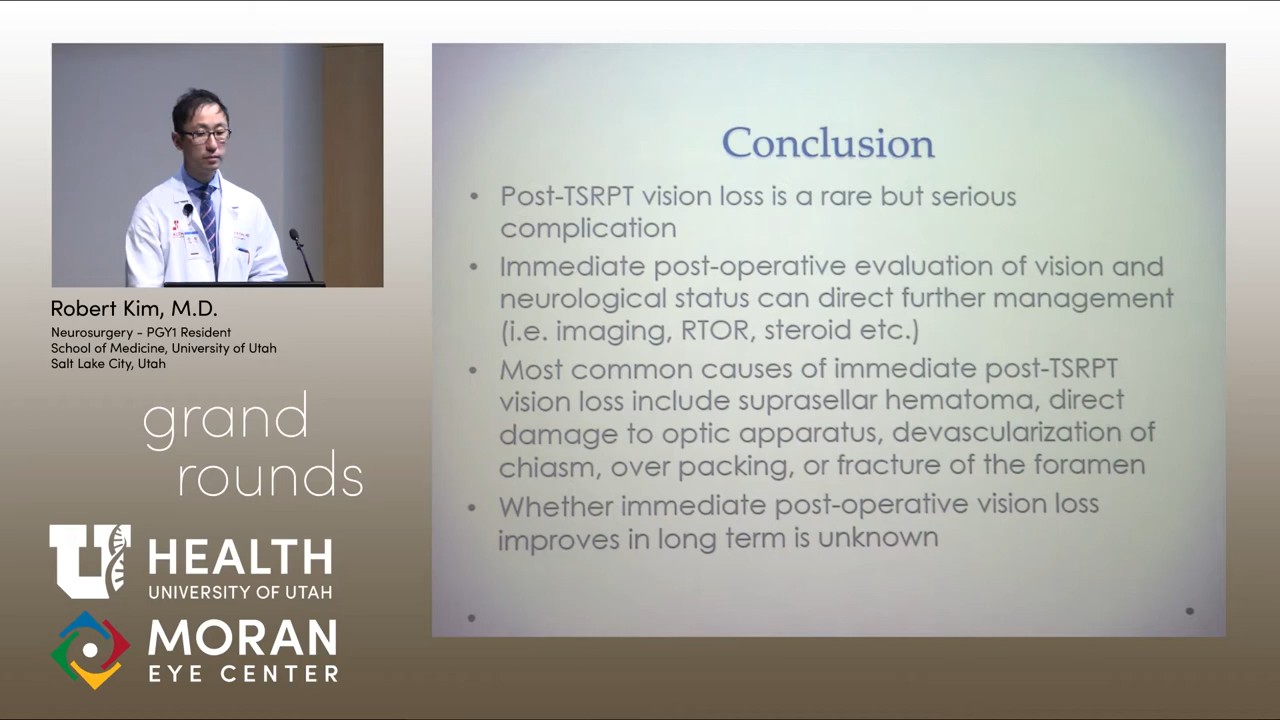 Robert Kim, M.D.
Neurosurgery - PGY1 Resident
School of Medicine, University of Utah
Salt Lake City, Utah
grand
rounds
U HEALTH
UNIVERSITY OF UTAH
MORAN
EYE CENTER
Conclusion
• Post-TSRPT vision loss is a rare but serious
complication
• Immediate post-operative evaluation of vision and
neurological status can direct further management
(i.e. imaging, RTOR, steroid etc.)
• Most common causes of immediate post-TSRPT
vision loss include suprasellar hematoma, direct
damage to optic apparatus, devascularization of
chiasm, over packing, or fracture of the foramen
• Whether immediate post-operative vision loss
improves in long term is unknown